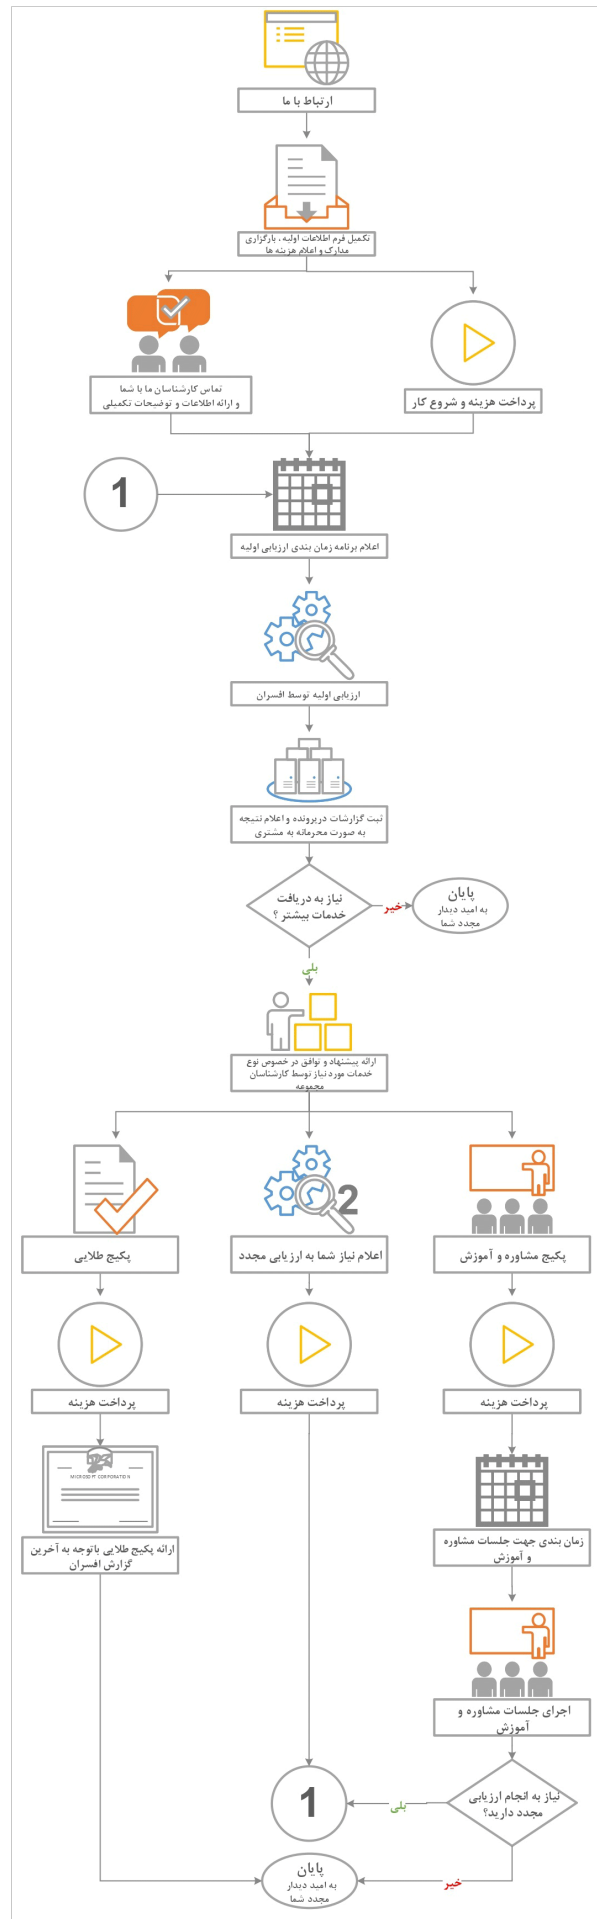 ارتباط با ما
تکمیل فرم اطلاعات اولیه ، بارگزاری
مدارک و اعلام هزینه ها
پرداخت هزینه و شروع کار
تماس کارشناسان ما با شما
و ارائه اطلاعات و توضیحات تکمیلی
1
اعلام برنامه زمان بندی ارزیابی اولیه
ارزیابی اولیه توسط افسران
ثبت گزارشات درپرونده و اعلام نتیجه
به صورت محرمانه به مشتری
نیاز به دریافت
خدمات بیشتر ؟
خیر
پایان
به امید دیدار
مجدد شما
بلی
ارائه پیشنهاد و توافق در خصوص نوع
خدمات مورد نیاز توسط کارشناسان
مجموعه
2
پکیج مشاوره و آموزش
اعلام نیاز شما به ارزیابی مجدد
پکیج طلایی
پرداخت هزینه
پرداخت هزینه
پرداخت هزینه
MICROSOFT CORPORATION
زمان بندی جهت جلسات مشاوره
و آموزش
ارائه پکیج طلایی باتوجه به آخرین
گزارش افسران
اجرای جلسات مشاوره و
آموزش
نیاز به انجام ارزیابی
مجدد دارید؟
بلی
1
خیر
پایان
به امید دیدار
مجدد شما